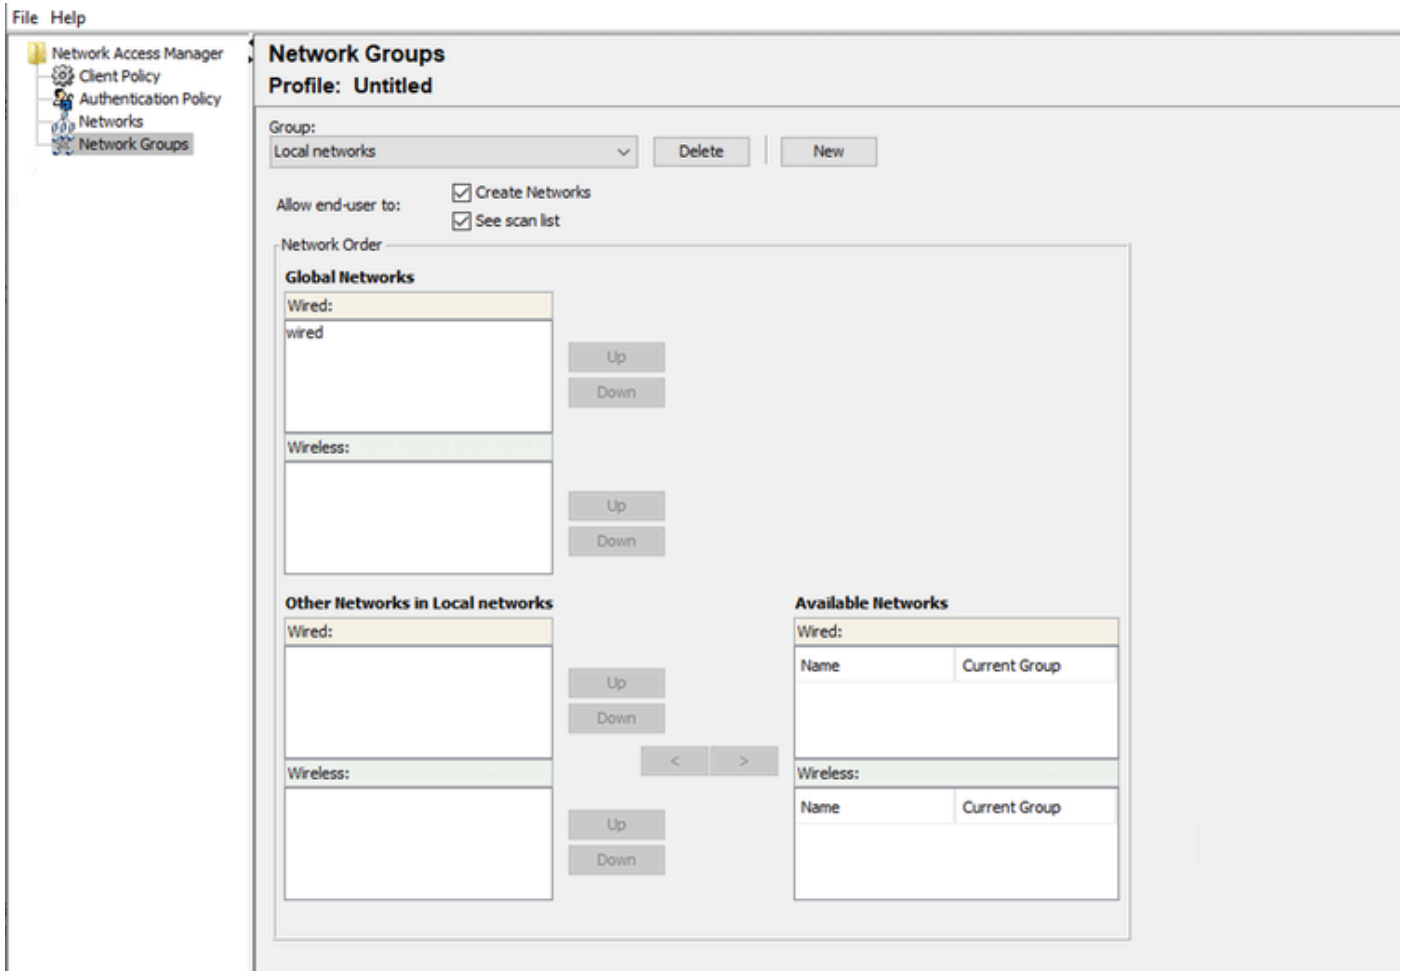 File Help
Network Access Manager
Client Policy
Authentication Policy
Networks
Network Groups
Network Groups
Profile: Untitled
Group:
Local networks
Delete
New
Allow end-user to:
Create Networks
See scan list
Network Order
Global Networks
Wired:
wired
Up
Down
Wireless:
Up
Down
Other Networks in Local networks
Wired:
Up
Down
Wireless:
Up
Down
< >
Available Networks
Wired:
Name Current Group
Wireless:
Name Current Group